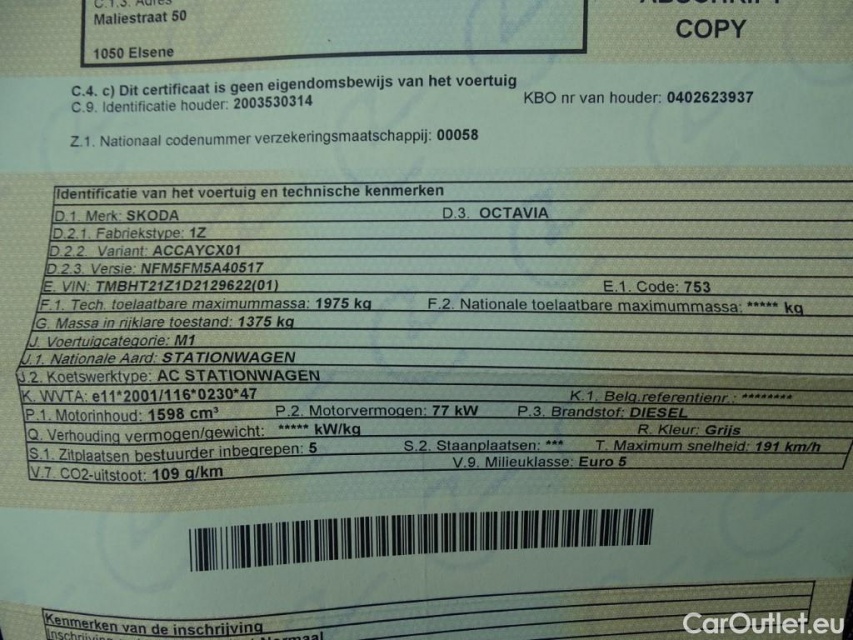 C.1.3. Adres
Maliestraat 50
1050 Elsene
COPY
C.4. c) Dit certificaat is geen eigendomsbewijs van het voertuig
C.9. Identificatie houder: 2003530314 KBO nr van houder: 0402623937
Z.1. Nationaal codenummer verzekeringsmaatschappij: 00058
Identificatie van het voertuig en technische kenmerken
D.1. Merk: SKODA D.3. OCTAVIA
D.2.1. Fabriekstype: 1Z
D.2.2. Variant: ACCAYCX01
D.2.3. Versie: NFM5FM5A40517
E. VIN: TMBHT21Z1D2129622(01) E.1. Code: 753
F.1. Tech. toelaatbare maximummassa: 1975 kg F.2. Nationale toelaatbare maximummassa: ***** kg
G. Massa in rijklare toestand: 1375 kg
J. Voertuigcategorie: M1
J.1. Nationale Aard: STATIONWAGEN
J.2. Koetswerktype: AC STATIONWAGEN
K. WVTA: e11*2001/116*0230*47 K.1. Belg.referentienr.: ********
P.1. Motorinhoud: 1598 cm³ P.2. Motorvermogen: 77 kW P.3. Brandstof: DIESEL
Q. Verhouding vermogen/gewicht: ***** kW/kg R. Kleur: Grijs
S.1. Zitplaatsen bestuurder inbegrepen: 5 S.2. Staanplaatsen: *** T. Maximum snelheid: 191 km/h
V.7. CO2-uitstoot: 109 g/km V.9. Milieuklasse: Euro 5
Kenmerken van de inschrijving
Normaal
CarOutlet.eu